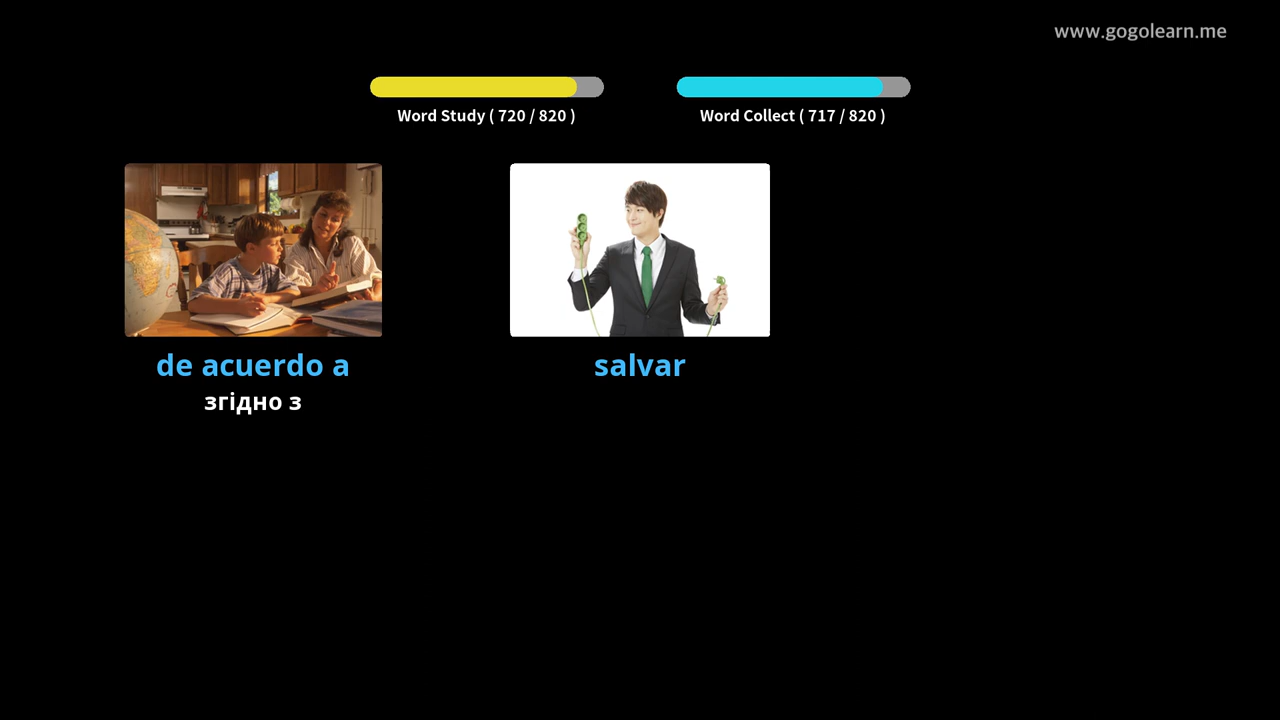 www.gogolearn.me
Word Study ( 720 / 820 )
Word Collect ( 717 / 820 )
de acuerdo a
згідно з
salvar